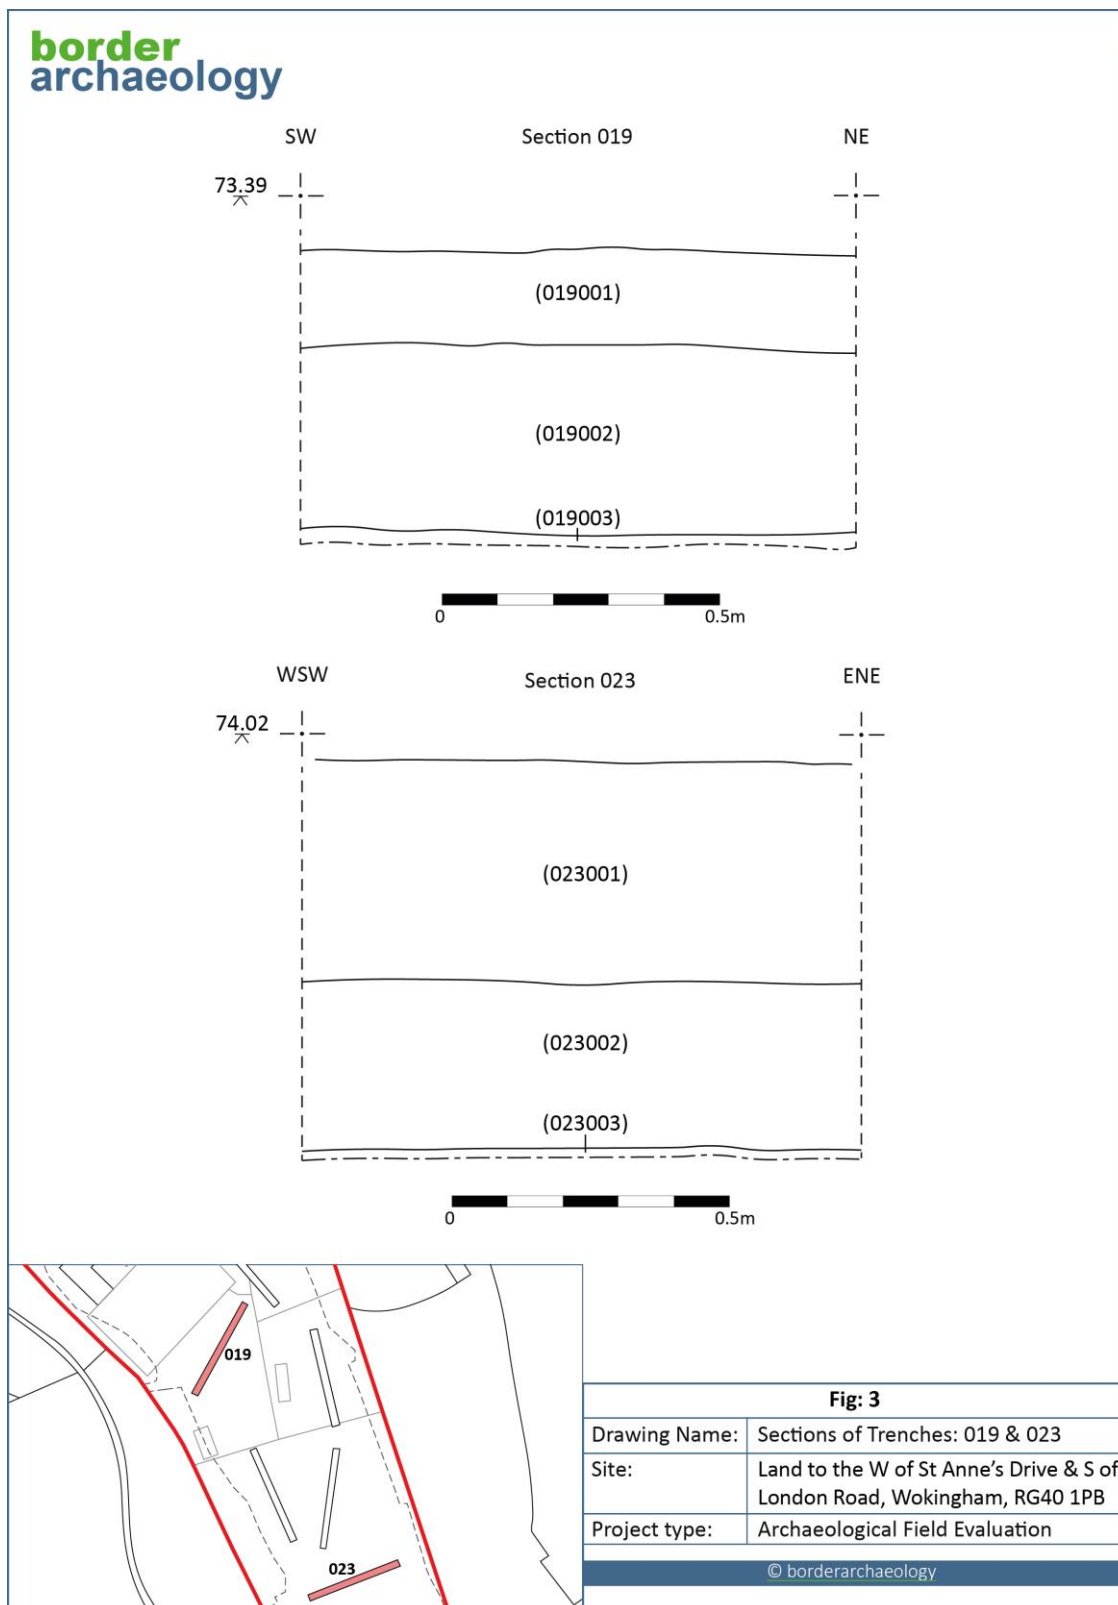 border
archaeology
SW Section 019 NE
73.39
(019001)
(019002)
(019003)
0 0.5m
WSW Section 023 ENE
74.02
(023001)
(023002)
(023003)
0 0.5m
019
023
Fig: 3
Drawing Name: Sections of Trenches: 019 & 023
Site: Land to the W of St Anne's Drive & S of
London Road, Wokingham, RG40 1PB
Project type: Archaeological Field Evaluation
© borderarchaeology